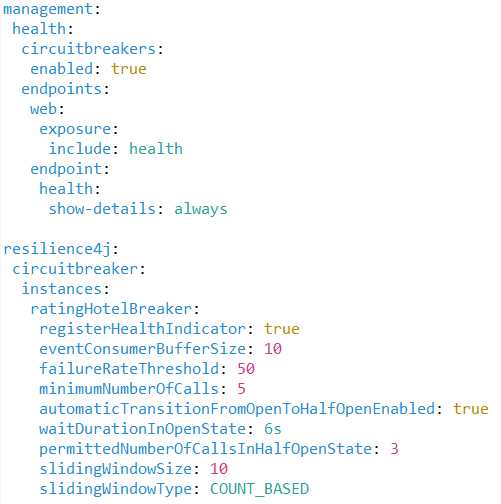 management:
 health:
  circuitbreakers:
   enabled: true
  endpoints:
   web:
    exposure:
     include: health
   endpoint:
    health:
     show-details: always

resilience4j:
 circuitbreaker:
  instances:
   ratingHotelBreaker:
    registerHealthIndicator: true
    eventConsumerBufferSize: 10
    failureRateThreshold: 50
    minimumNumberOfCalls: 5
    automaticTransitionFromOpenToHalfOpenEnabled: true
    waitDurationInOpenState: 6s
    permittedNumberOfCallsInHalfOpenState: 3
    slidingWindowSize: 10
    slidingWindowType: COUNT_BASED